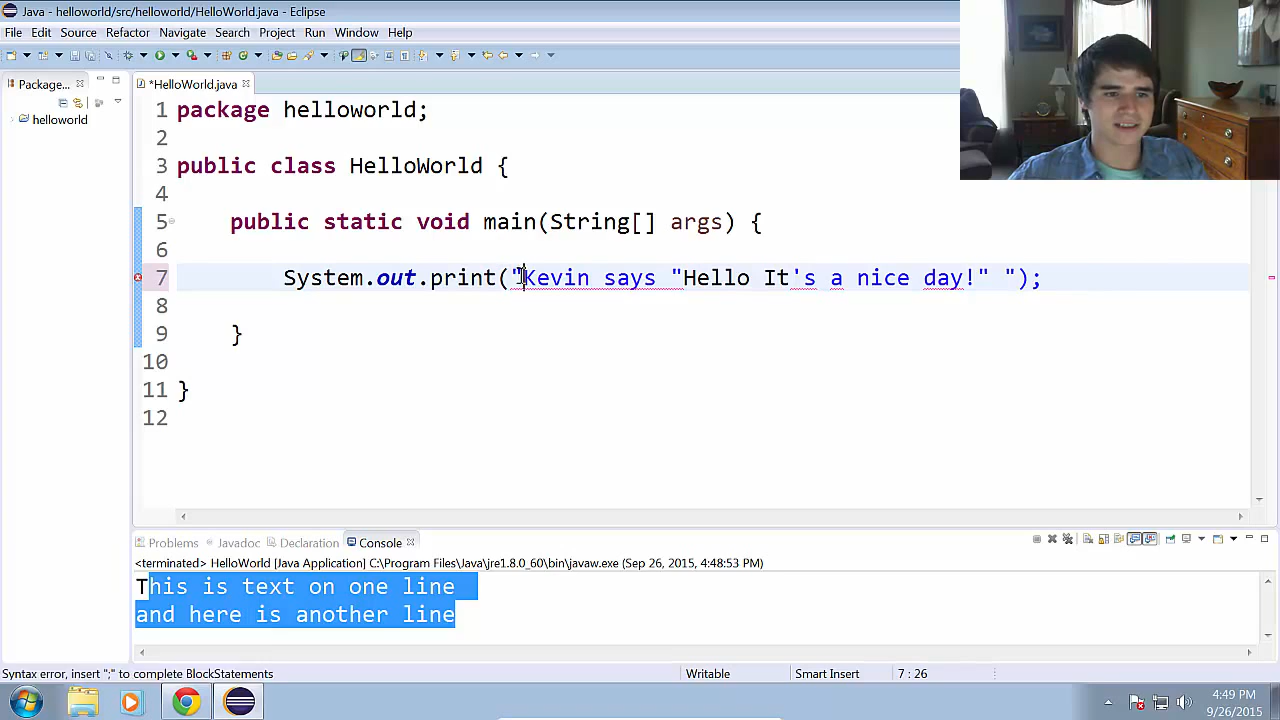 Java - helloworld/src/helloworld/HelloWorld.java - Eclipse
File Edit Source Refactor Navigate Search Project Run Window Help
Package...
*HelloWorld.java
helloworld
1 package helloworld;
2
3 public class HelloWorld {
4
5 public static void main(String[] args) {
6
7 System.out.print("Kevin says "Hello It's a nice day!" ");
8
9 }
10
11 }
12
Problems @ Javadoc Declaration Console
<terminated> HelloWorld [Java Application] C:\Program Files\Java\jre1.8.0_60\bin\javaw.exe (Sep 26, 2015, 4:48:53 PM)
This is text on one line
and here is another line
Syntax error, insert ";" to complete BlockStatements Writable Smart Insert 7 : 26
4:49 PM
9/26/2015